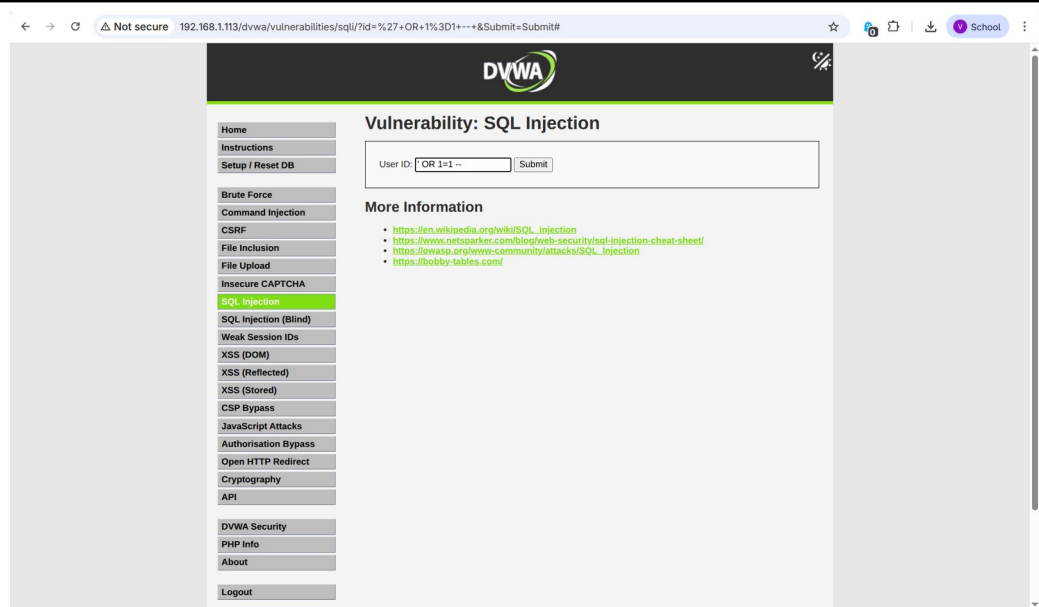 Not secure 192.168.1.113/dvwa/vulnerabilities/sqli/?id=%27+OR+1%3D1+--+&Submit=Submit#
0
V School
DVWA
Home
Instructions
Setup / Reset DB
Brute Force
Command Injection
CSRF
File Inclusion
File Upload
Insecure CAPTCHA
SQL Injection
SQL Injection (Blind)
Weak Session IDs
XSS (DOM)
XSS (Reflected)
XSS (Stored)
CSP Bypass
JavaScript Attacks
Authorisation Bypass
Open HTTP Redirect
Cryptography
API
DVWA Security
PHP Info
About
Logout
Vulnerability: SQL Injection
User ID: ' OR 1=1 -- Submit
More Information
• https://en.wikipedia.org/wiki/SQL_injection
• https://www.netsparker.com/blog/web-security/sql-injection-cheat-sheet/
• https://owasp.org/www-community/attacks/SQL_Injection
• https://bobby-tables.com/